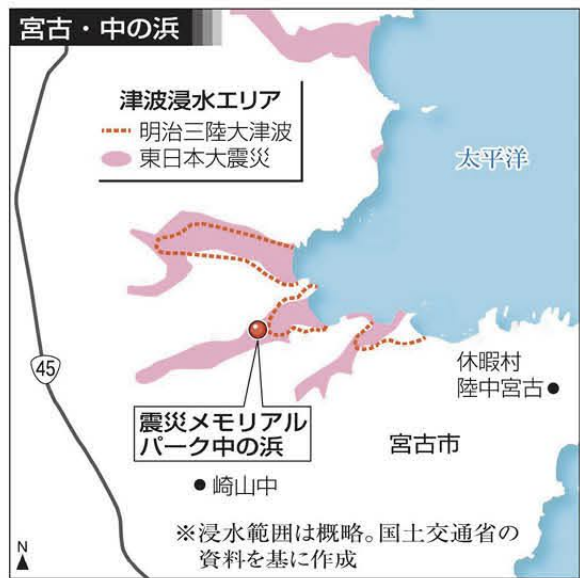 宮古・中の浜
津波浸水エリア
明治三陸大津波
東日本大震災
太平洋
45
休暇村
陸中宮古
震災メモリアル
パーク中の浜
宮古市
崎山中
※浸水範囲は概略。国土交通省の
資料を基に作成
N